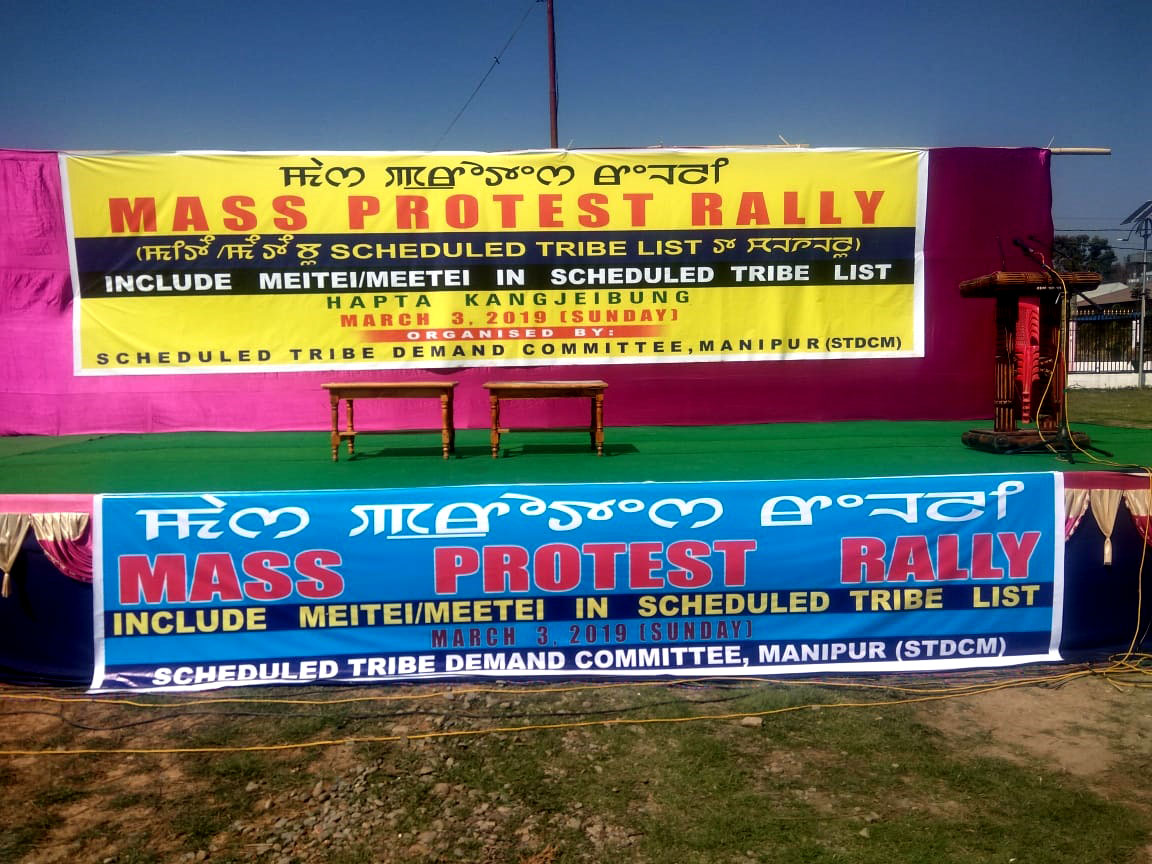 MASS PROTEST RALLY
SCHEDULED TRIBE LIST
INCLUDE MEITEI/MEETEI IN SCHEDULED TRIBE LIST
HAPTA KANGJEIBUNG
MARCH 3, 2019 (SUNDAY)
ORGANISED BY:
SCHEDULED TRIBE DEMAND COMMITTEE, MANIPUR (STDCM)
MASS PROTEST RALLY
INCLUDE MEITEI/MEETEI IN SCHEDULED TRIBE LIST
MARCH 3, 2019 (SUNDAY)
SCHEDULED TRIBE DEMAND COMMITTEE, MANIPUR (STDCM)